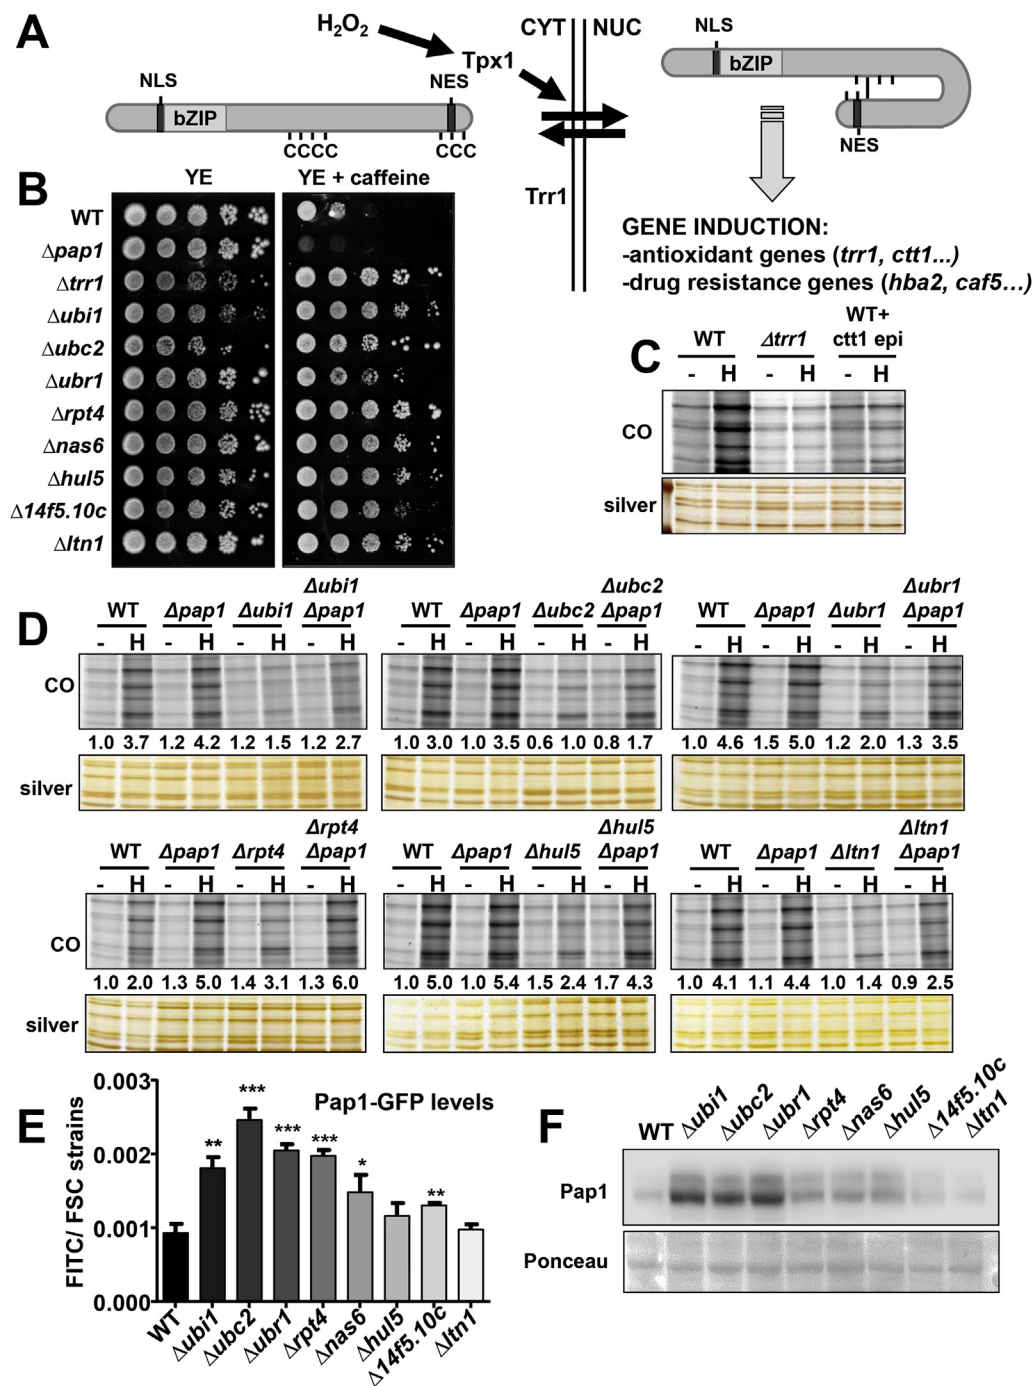 A
H2O2
Tpx1
CYT
NUC
Trr1
NLS
bZIP
NES
CCCC
CCC
NLS
bZIP
NES
GENE INDUCTION:
-antioxidant genes (trr1, ctt1...)
-drug resistance genes (hba2, caf5…)
B
YE
YE + caffeine
WT
Δpap1
Δtrr1
Δubi1
Δubc2
Δubr1
Δrpt4
Δnas6
Δhul5
Δ14f5.10c
Δltn1
C
WT Δtrr1 WT+ ctt1 epi
- H - H - H
CO
silver
D
WT Δpap1 Δubi1 Δubi1 Δpap1
- H - H - H - H
CO
1.0 3.7 1.2 4.2 1.2 1.5 1.2 2.7
silver
WT Δpap1 Δubc2 Δubc2 Δpap1
- H - H - H - H
1.0 3.0 1.0 3.5 0.6 1.0 0.8 1.7
WT Δpap1 Δubr1 Δubr1 Δpap1
- H - H - H - H
1.0 4.6 1.5 5.0 1.2 2.0 1.3 3.5
WT Δpap1 Δrpt4 Δrpt4 Δpap1
- H - H - H - H
CO
1.0 2.0 1.3 5.0 1.4 3.1 1.3 6.0
silver
WT Δpap1 Δhul5 Δhul5 Δpap1
- H - H - H - H
1.0 5.0 1.0 5.4 1.5 2.4 1.7 4.3
WT Δpap1 Δltn1 Δltn1 Δpap1
- H - H - H - H
1.0 4.1 1.1 4.4 1.0 1.4 0.9 2.5
E
Pap1-GFP levels
FITC/ FSC strains
0.003
0.002
0.001
0.000
** *** *** *** * **
WT Δubi1 Δubc2 Δubr1 Δrpt4 Δnas6 Δhul5 Δ14f5.10c Δltn1
F
WT Δubi1 Δubc2 Δubr1 Δrpt4 Δnas6 Δhul5 Δ14f5.10c Δltn1
Pap1
Ponceau